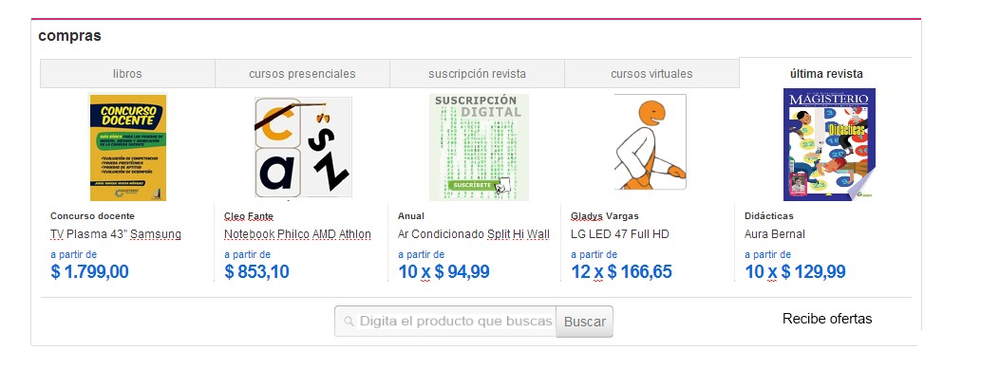 compras
libros
cursos presenciales
suscripción revista
cursos virtuales
última revista
CONCURSO
DOCENTE
c
a
s
z
SUSCRIPCIÓN
DIGITAL
SUSCRIBETE
MAGISTERIO
Didácticas
Concurso docente
TV Plasma 43" Samsung
a partir de
$ 1.799,00
Cleo Fante
Notebook Philco AMD Athlon
a partir de
$ 853,10
Anual
Ar Condicionado Split Hi Wall
a partir de
10 x $ 94,99
Gladys Vargas
LG LED 47 Full HD
a partir de
12 x $ 166,65
Didácticas
Aura Bernal
a partir de
10 x $ 129,99
Digita el producto que buscas
Buscar
Recibe ofertas